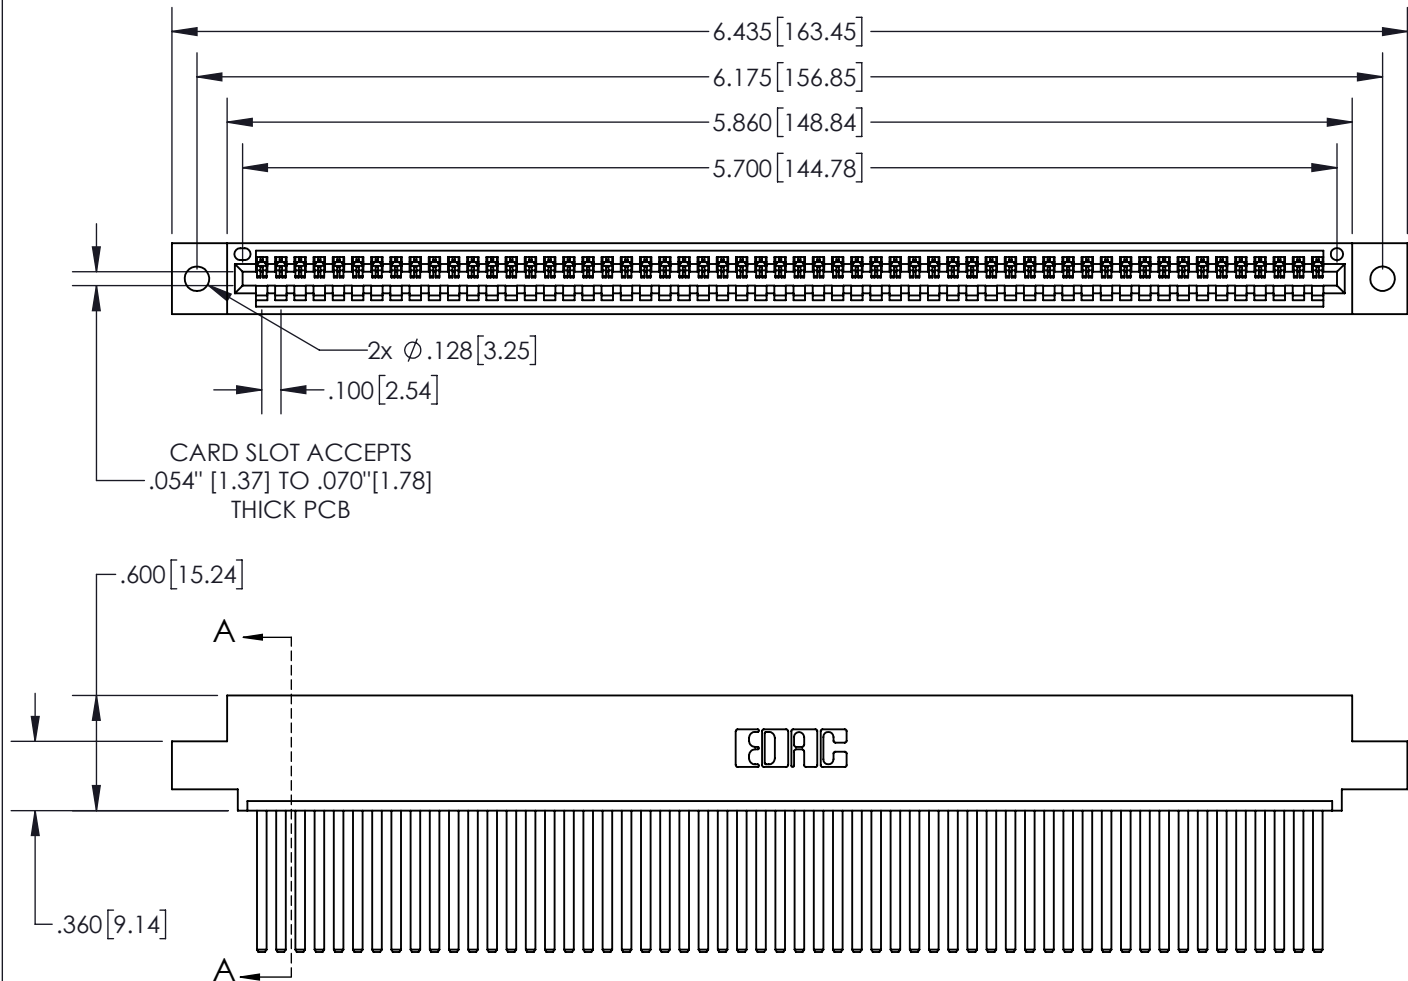 6.435[163.45]
6.175[156.85]
5.860[148.84]
5.700[144.78]
2x Ø.128[3.25]
.100[2.54]
CARD SLOT ACCEPTS
.054" [1.37] TO .070"[1.78]
THICK PCB
.600[15.24]
A
EDAC
.360[9.14]
A